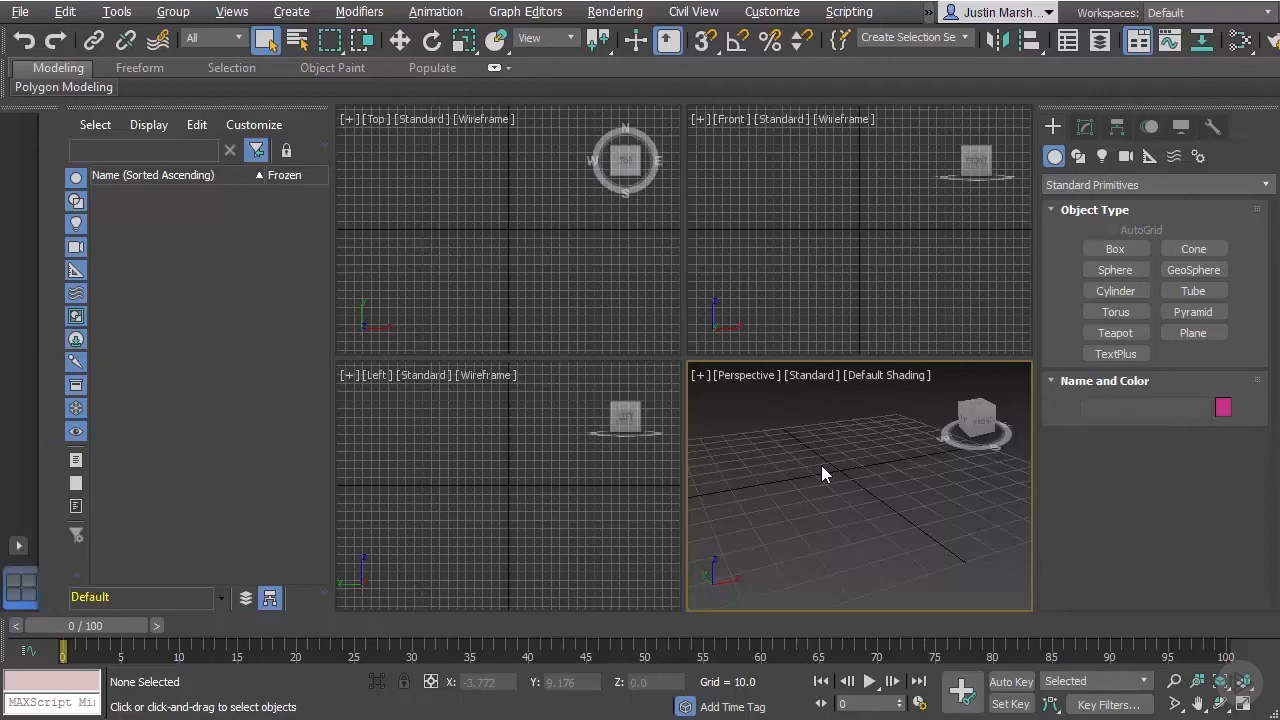 File Edit Tools Group Views Create Modifiers Animation Graph Editors Rendering Civil View Customize Scripting » Justin Marsh... Workspaces: Default
All View Create Selection Se
Modeling Freeform Selection Object Paint Populate
Polygon Modeling
Select Display Edit Customize
Name (Sorted Ascending) Frozen
[+] [Top] [Standard] [Wireframe]
N
W TOP E
S
[+] [Front] [Standard] [Wireframe]
FRONT
y
z x
z
y x
[+] [Left] [Standard] [Wireframe]
LEFT
z
y
[+] [Perspective] [Standard] [Default Shading]
FRONT
z
y x
Standard Primitives
Object Type
AutoGrid
Box Cone
Sphere GeoSphere
Cylinder Tube
Torus Pyramid
Teapot Plane
TextPlus
Name and Color
Default
< 0 / 100 >
0 5 10 15 20 25 30 35 40 45 50 55 60 65 70 75 80 85 90 95 100
None Selected X: -3.772 Y: 9.176 Z: 0.0 Grid = 10.0 Auto Key Selected
MAXScript Mi
Click or click-and-drag to select objects Add Time Tag 0 Set Key Key Filters...